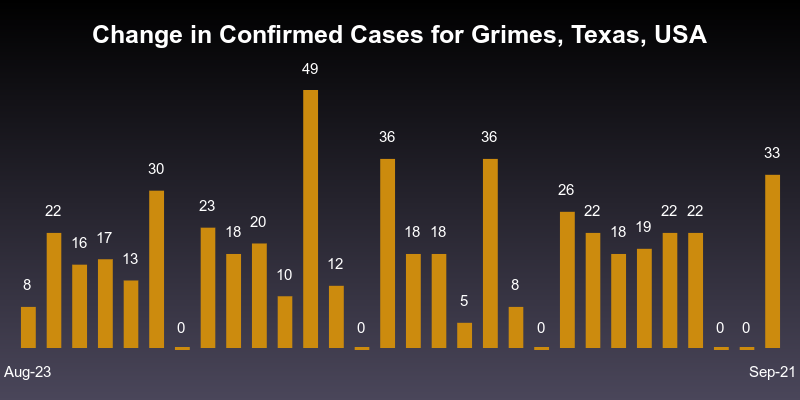 Change in Confirmed Cases for Grimes, Texas, USA
8 22 16 17 13 30 0 23 18 20 10 49 12 0 36 18 18 5 36 8 0 26 22 18 19 22 22 0 0 33
Aug-23 Sep-21